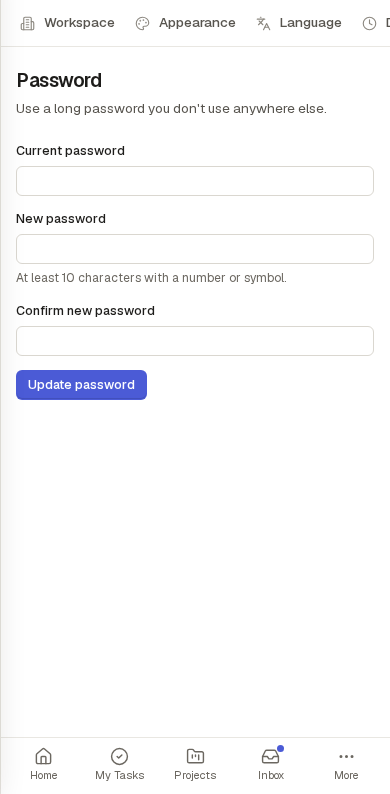 Workspace
Appearance
Language
Password
Use a long password you don't use anywhere else.
Current password
New password
At least 10 characters with a number or symbol.
Confirm new password
Update password
Home
My Tasks
Projects
Inbox
More